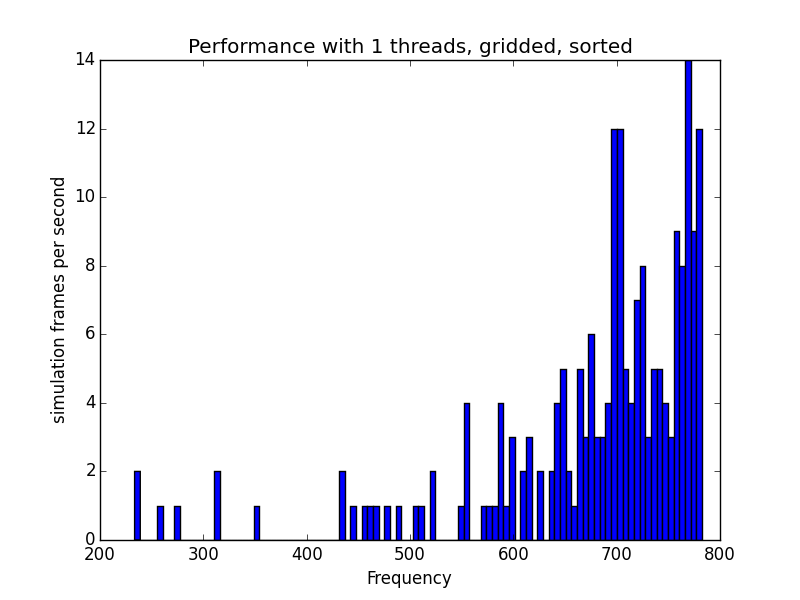 Performance with 1 threads, gridded, sorted
simulation frames per second
14
12
10
8
6
4
2
0
200 300 400 500 600 700 800
Frequency